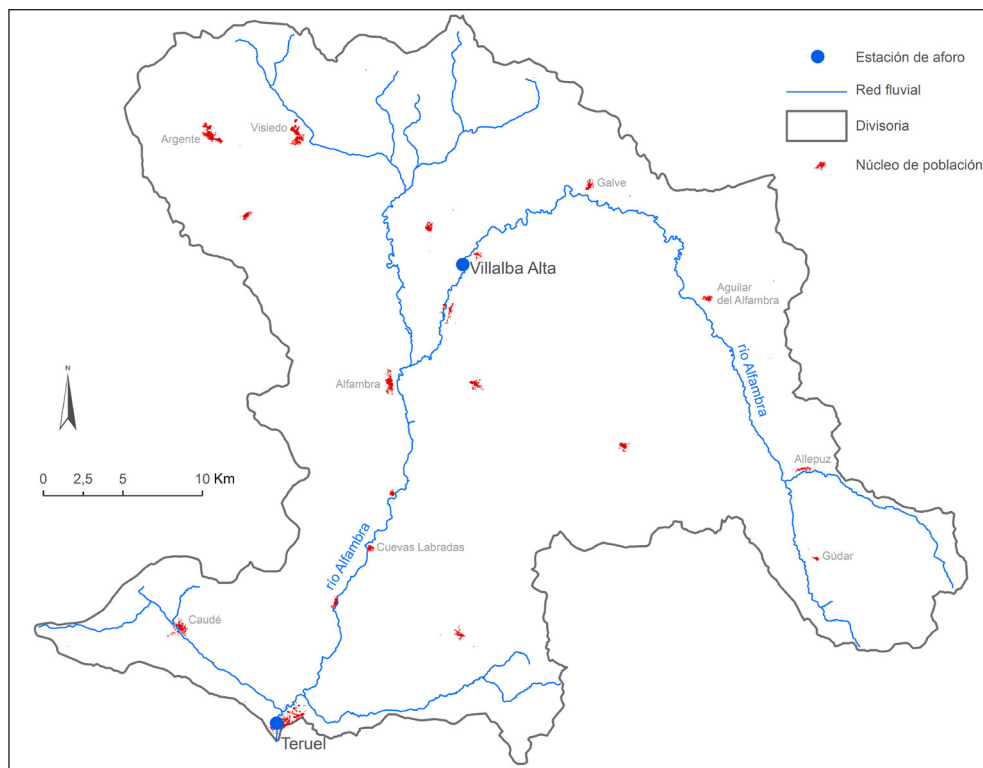 Estación de aforo
Red fluvial
Divisoria
Núcleo de población
Argente
Visiedo
Galve
Villalba Alta
Aguilar
del Alfambra
río Alfambra
Alfambra
N
0 2,5 5 10 Km
Allepuz
Cuevas Labradas
río Alfambra
Gúdar
Caudé
Teruel